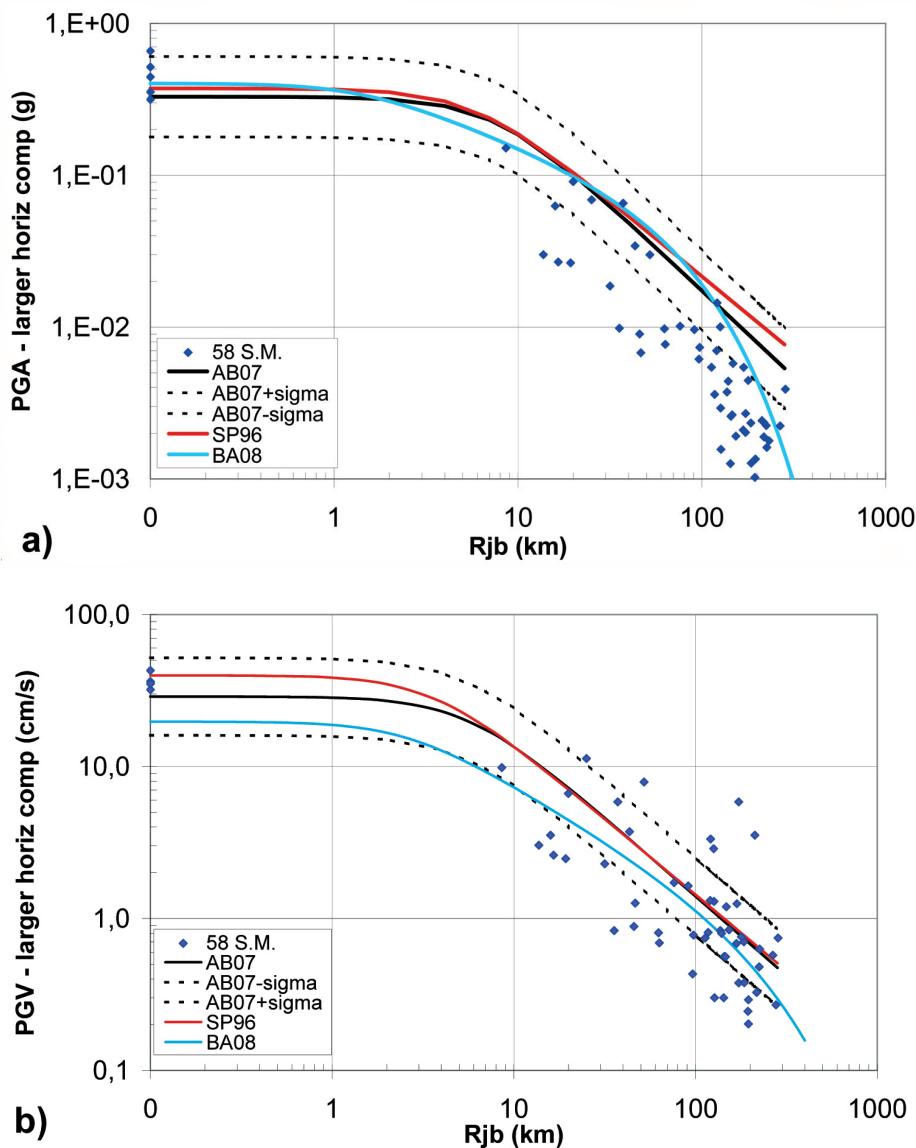 1,E+00
1,E-01
1,E-02
1,E-03
PGA - larger horiz comp (g)
58 S.M.
AB07
AB07+sigma
AB07-sigma
SP96
BA08
0 1 10 100 1000
Rjb (km)
a)
100,0
10,0
1,0
0,1
PGV - larger horiz comp (cm/s)
58 S.M.
AB07
AB07-sigma
AB07+sigma
SP96
BA08
0 1 10 100 1000
Rjb (km)
b)